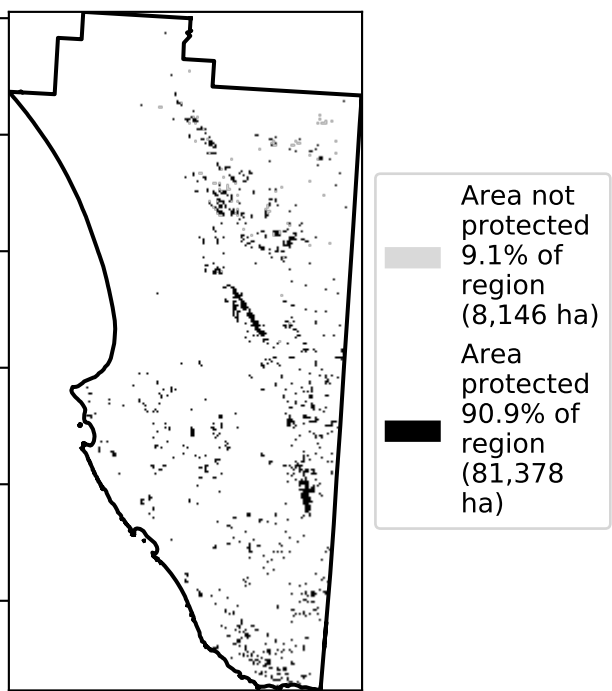 Area not
protected
9.1% of
region
(8,146 ha)
Area
protected
90.9% of
region
(81,378
ha)